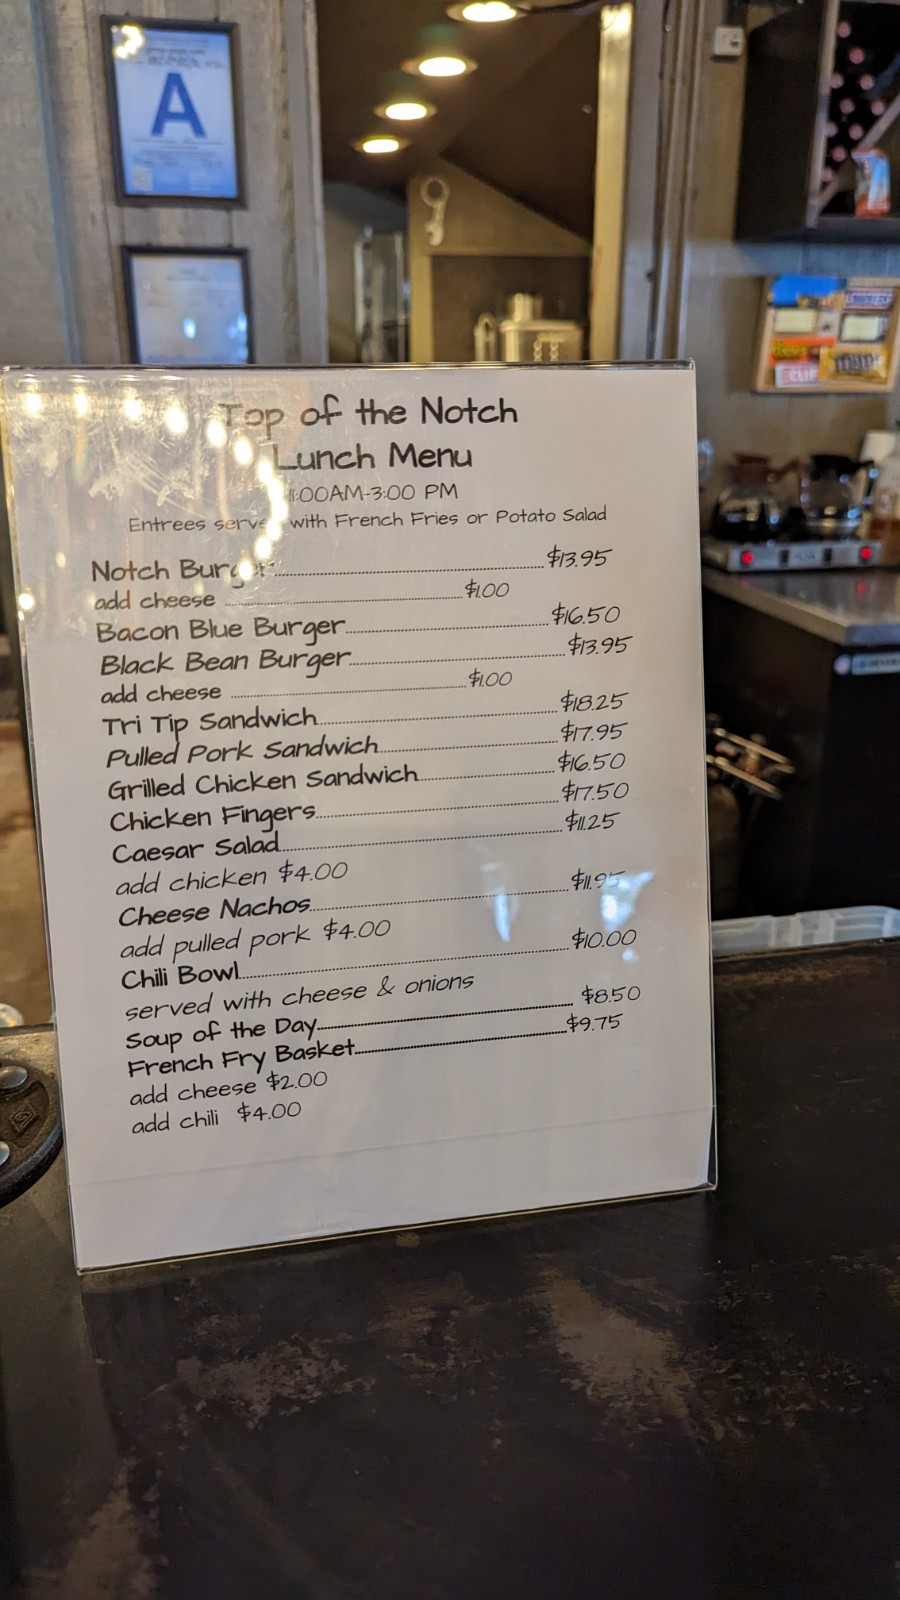 A
Top of the Notch
Lunch Menu
11:00AM-3:00 PM
Entrees served with French Fries or Potato Salad
Notch Burger $13.95
add cheese $1.00
Bacon Blue Burger $16.50
Black Bean Burger $13.95
add cheese $1.00
Tri Tip Sandwich $18.25
Pulled Pork Sandwich $17.95
Grilled Chicken Sandwich $16.50
Chicken Fingers $17.50
Caesar Salad $11.25
add chicken $4.00
Cheese Nachos $11.95
add pulled pork $4.00
Chili Bowl $10.00
served with cheese & onions
Soup of the Day $8.50
French Fry Basket $9.75
add cheese $2.00
add chili $4.00
CLIF